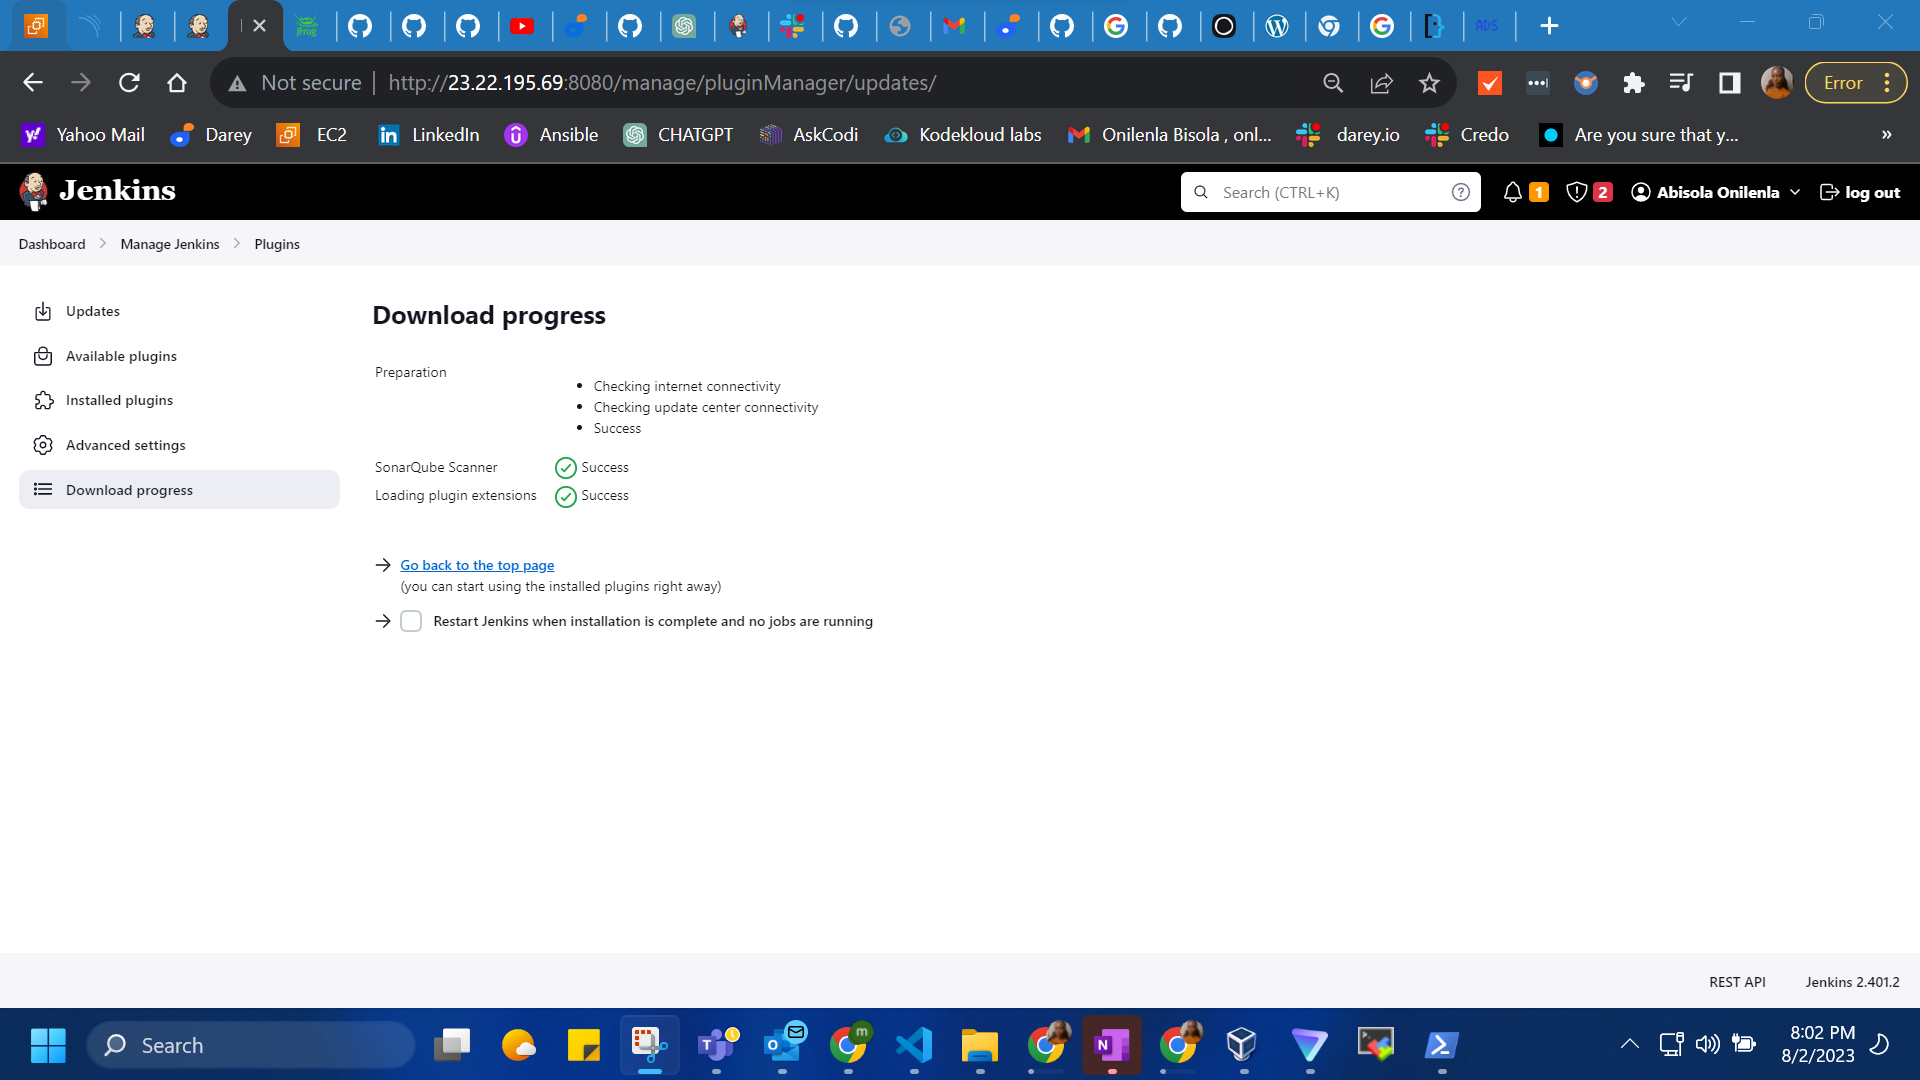 jFrog
ADS
Not secure
http://23.22.195.69:8080/manage/pluginManager/updates/
Error
Yahoo Mail
Darey
EC2
LinkedIn
Ansible
CHATGPT
AskCodi
Kodekloud labs
Onilenla Bisola , onl...
darey.io
Credo
Are you sure that y...
»
Jenkins
Search (CTRL+K)
1
2
Abisola Onilenla
log out
Dashboard
Manage Jenkins
Plugins
Updates
Available plugins
Installed plugins
Advanced settings
Download progress
Download progress
Preparation
Checking internet connectivity
Checking update center connectivity
Success
SonarQube Scanner
Success
Loading plugin extensions
Success
Go back to the top page
(you can start using the installed plugins right away)
Restart Jenkins when installation is complete and no jobs are running
REST API
Jenkins 2.401.2
Search
m
8:02 PM
8/2/2023